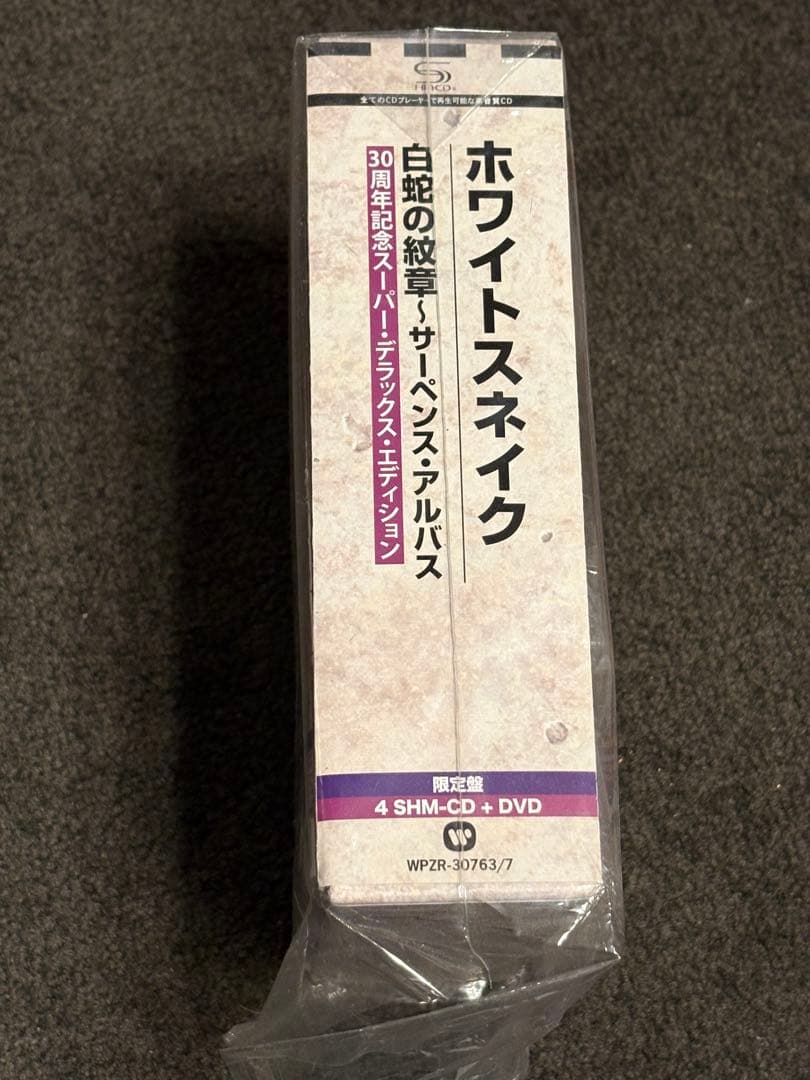 SHM-CD
全てのCDプレーヤーで再生可能な高音質CD
ホワイトスネイク
白蛇の紋章～サーペンス・アルバス
30周年記念スーパー・デラックス・エディション
限定盤
4 SHM-CD + DVD
WPZR-30763/7